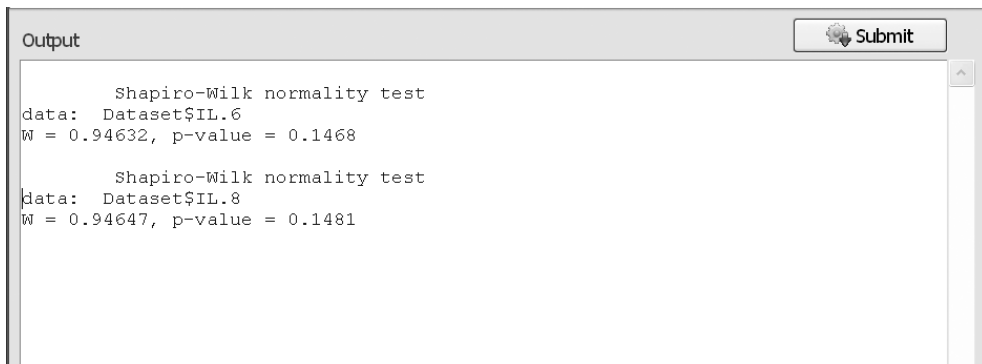 Output
Submit
Shapiro-Wilk normality test
data:  Dataset$IL.6
W = 0.94632, p-value = 0.1468
Shapiro-Wilk normality test
data:  Dataset$IL.8
W = 0.94647, p-value = 0.1481